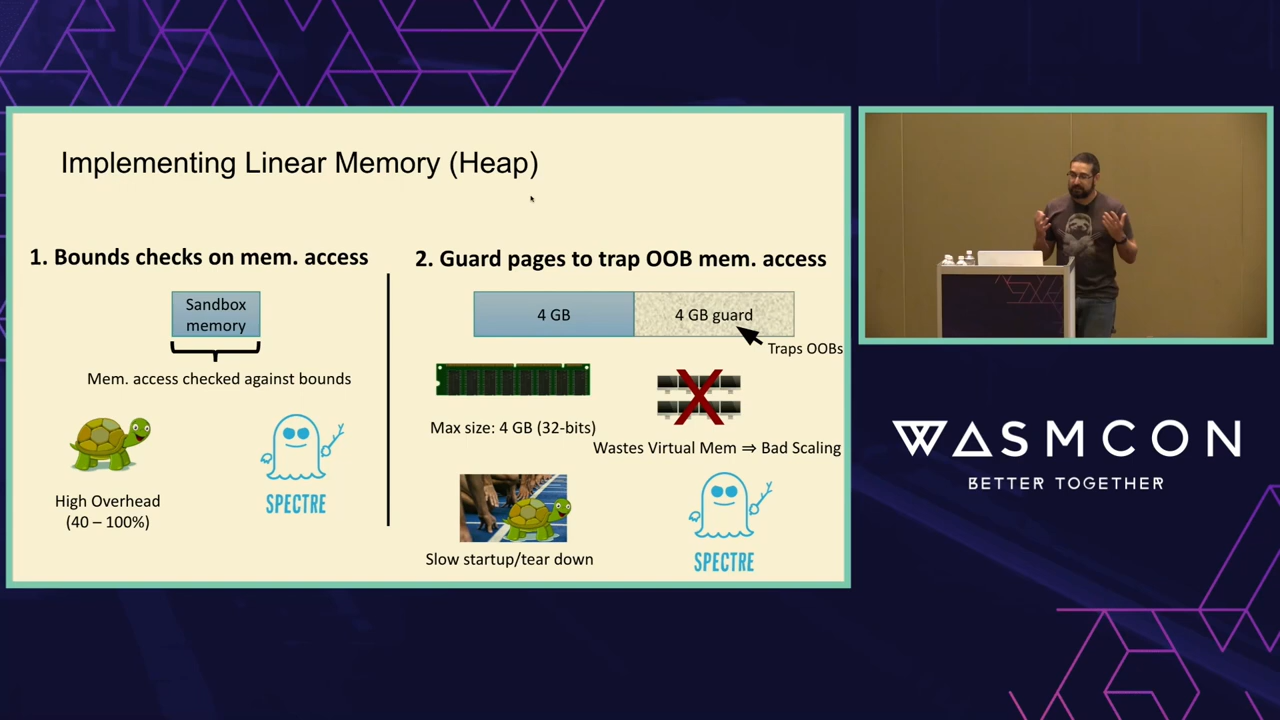 Implementing Linear Memory (Heap)
1. Bounds checks on mem. access
Sandbox
memory
Mem. access checked against bounds
High Overhead
(40 – 100%)
SPECTRE
2. Guard pages to trap OOB mem. access
4 GB
4 GB guard
Traps OOBs
Max size: 4 GB (32-bits)
Wastes Virtual Mem ⇒ Bad Scaling
Slow startup/tear down
SPECTRE
WASMCON
BETTER TOGETHER